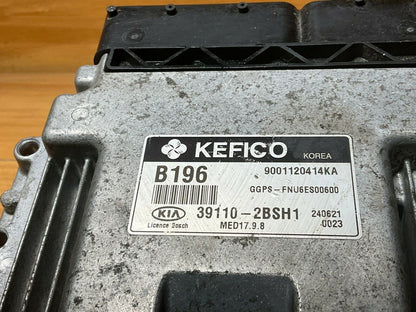 KEFICO KOREA
B196 9001120414KA
GGPS-FNU6ES00600
KIA 39110-2BSH1 240621
Licence Bosch MED17.9.8 0023